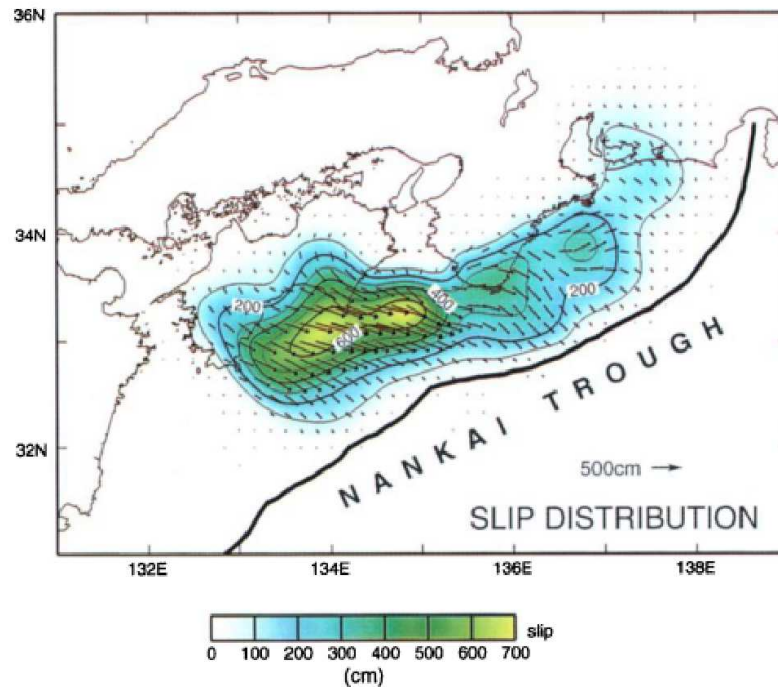 36N
34N
32N
200
400
200
600
NANKAI TROUGH
500cm
SLIP DISTRIBUTION
132E 134E 136E 138E
slip
0 100 200 300 400 500 600 700
(cm)